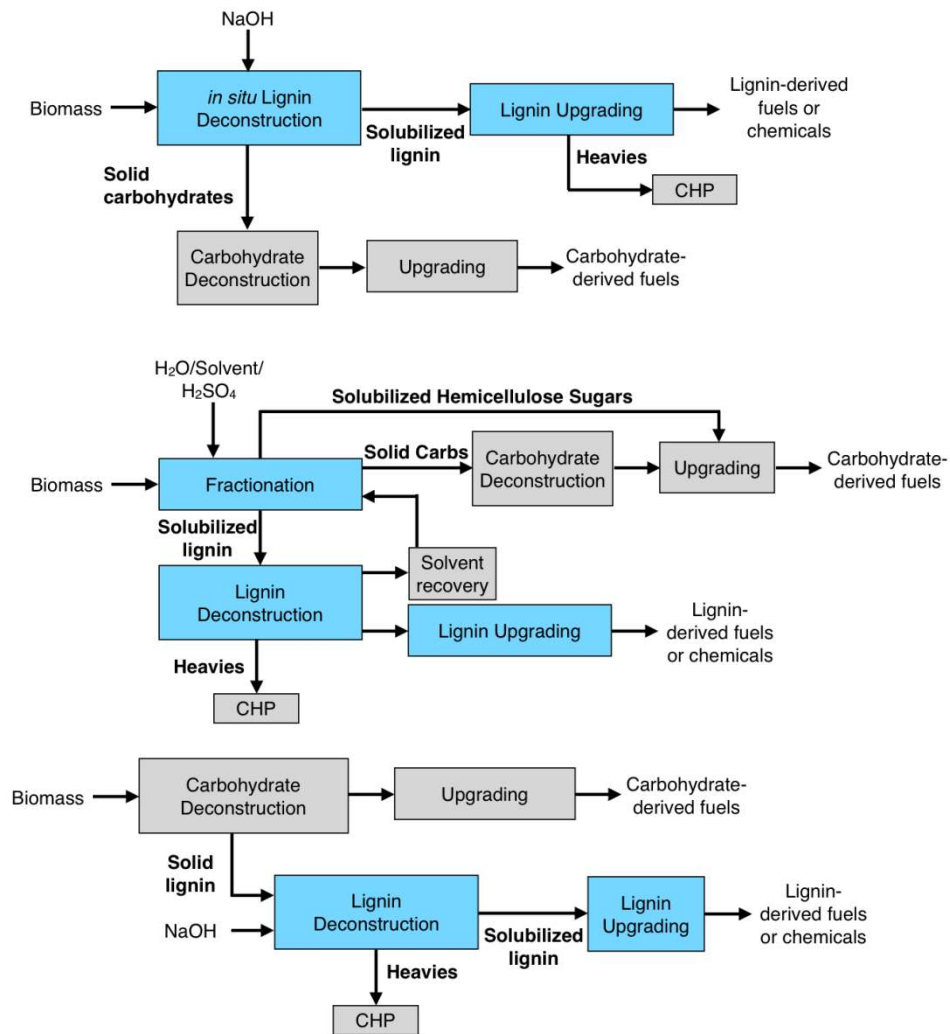 NaOH
Biomass
in situ Lignin
Deconstruction
Solubilized
lignin
Lignin Upgrading
Lignin-derived
fuels or
chemicals
Heavies
CHP
Solid
carbohydrates
Carbohydrate
Deconstruction
Upgrading
Carbohydrate-
derived fuels
H₂O/Solvent/
H₂SO₄
Solubilized Hemicellulose Sugars
Biomass
Fractionation
Solid Carbs
Carbohydrate
Deconstruction
Upgrading
Carbohydrate-
derived fuels
Solubilized
lignin
Solvent
recovery
Lignin
Deconstruction
Lignin Upgrading
Lignin-
derived fuels
or chemicals
Heavies
CHP
Biomass
Carbohydrate
Deconstruction
Upgrading
Carbohydrate-
derived fuels
Solid
lignin
NaOH
Lignin
Deconstruction
Solubilized
lignin
Lignin
Upgrading
Lignin-
derived fuels
or chemicals
Heavies
CHP